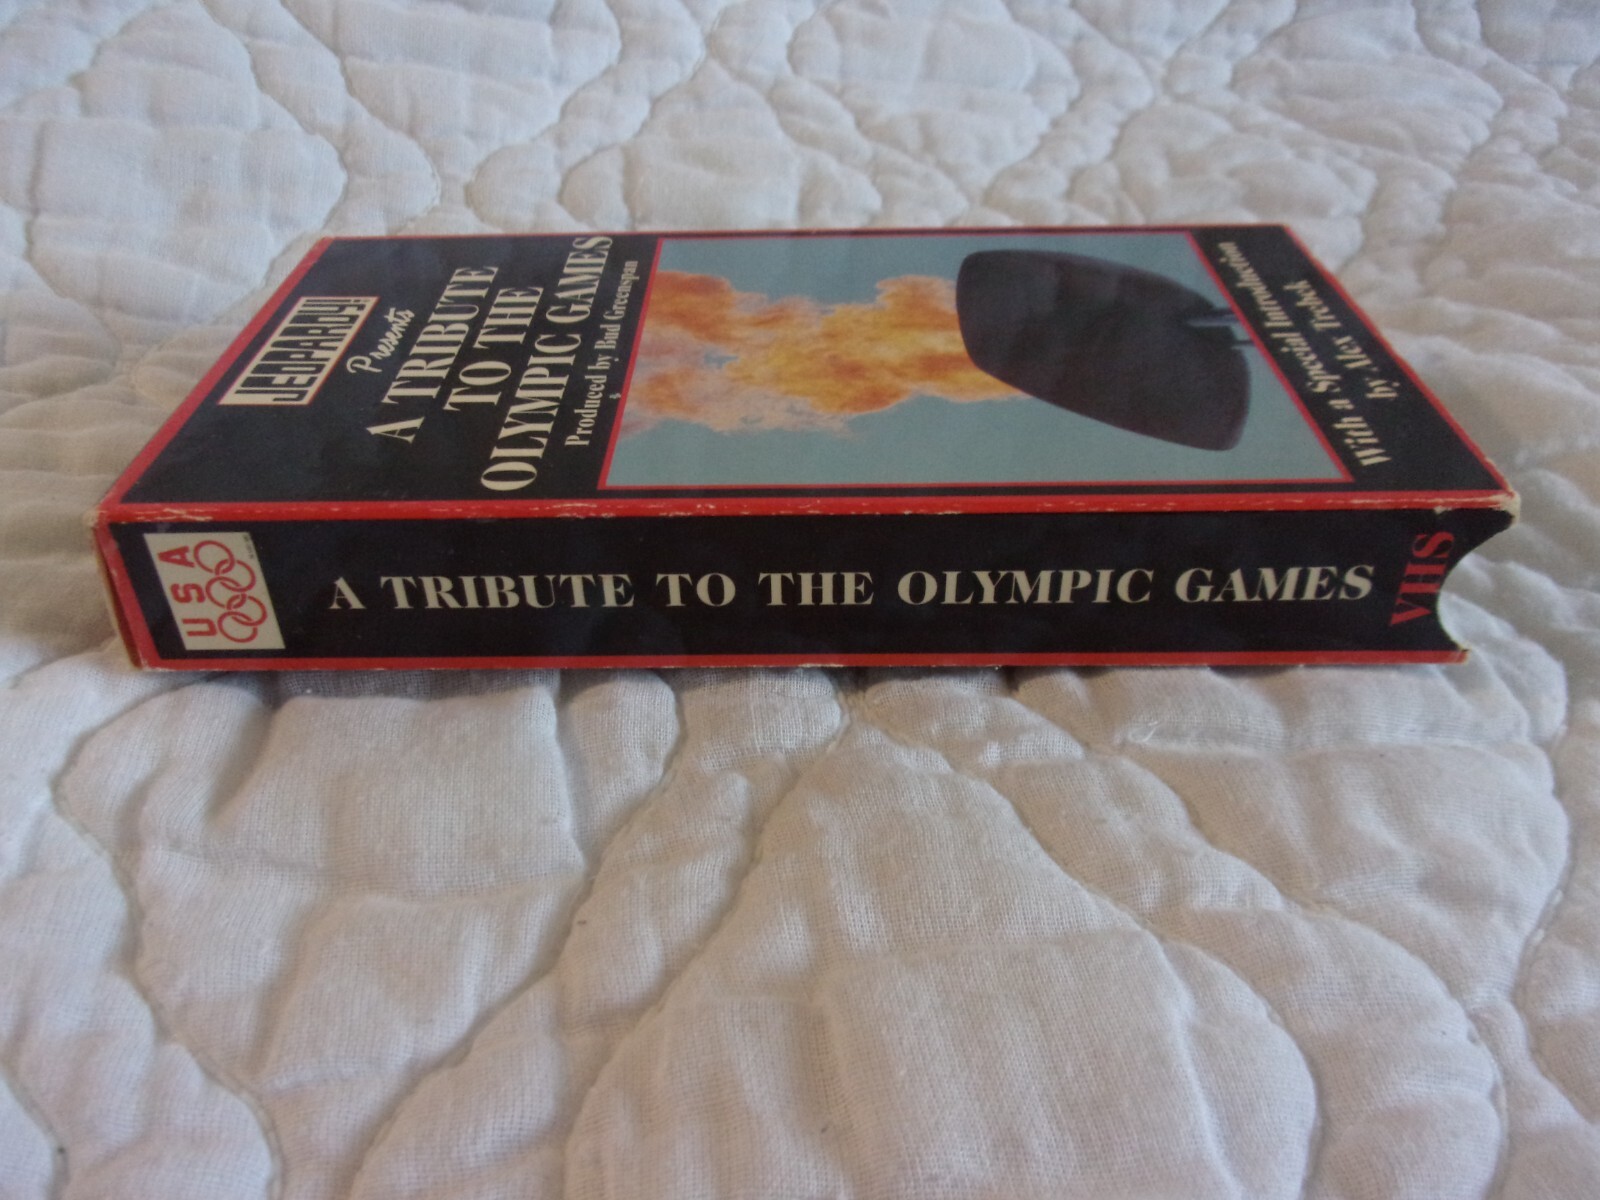 JEOPARDY!
Presents
A TRIBUTE
TO THE
OLYMPIC GAMES
Produced by Bud Greenspan
With a Special Introduction
by Alex Trebek
USA
A TRIBUTE TO THE OLYMPIC GAMES
VHS